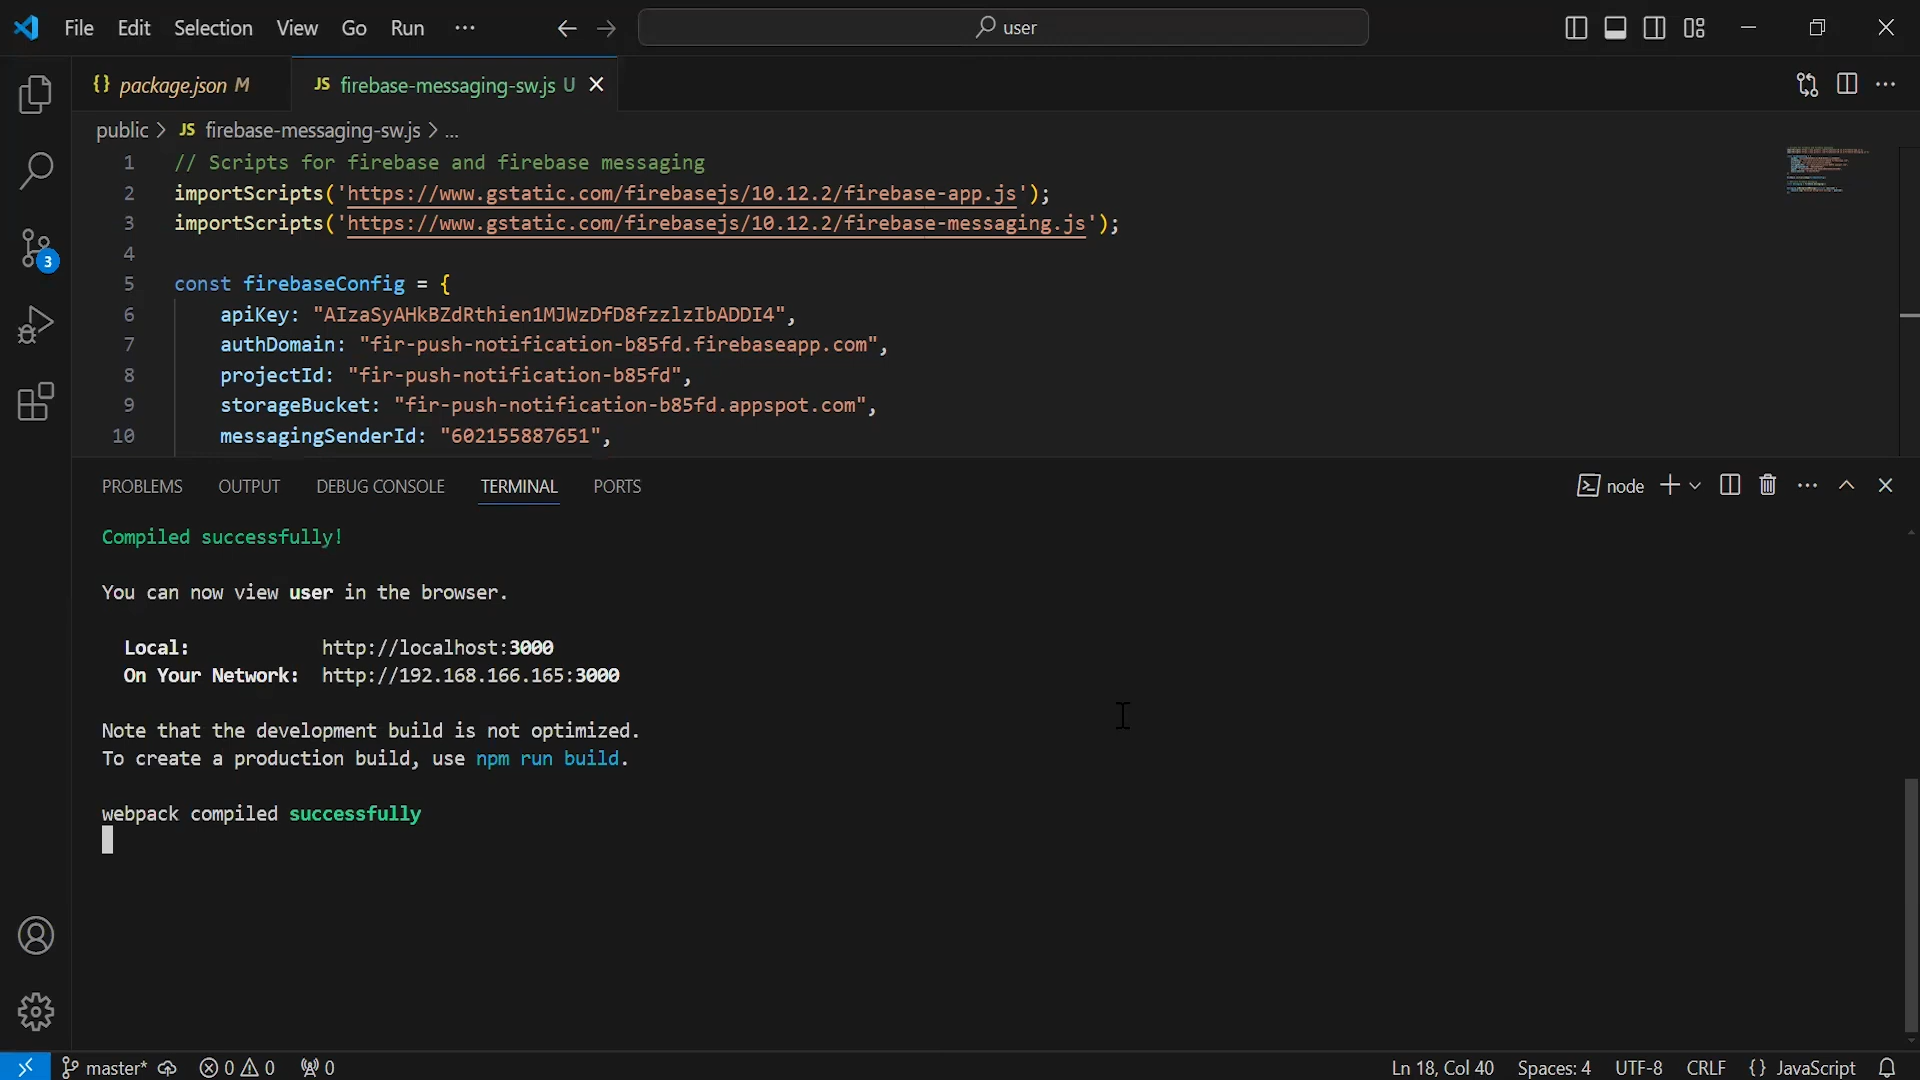 File Edit Selection View Go Run ... user
{} package.json M JS firebase-messaging-sw.js U
public > JS firebase-messaging-sw.js > ...
1 // Scripts for firebase and firebase messaging
2 importScripts('https://www.gstatic.com/firebasejs/10.12.2/firebase-app.js');
3 importScripts('https://www.gstatic.com/firebasejs/10.12.2/firebase-messaging.js');
4
5 const firebaseConfig = {
6 apiKey: "AIzaSyAHkBZdRthien1MJWzDfD8fzzlzIbADDI4",
7 authDomain: "fir-push-notification-b85fd.firebaseapp.com",
8 projectId: "fir-push-notification-b85fd",
9 storageBucket: "fir-push-notification-b85fd.appspot.com",
10 messagingSenderId: "602155887651",
3
PROBLEMS OUTPUT DEBUG CONSOLE TERMINAL PORTS node
Compiled successfully!
You can now view user in the browser.
Local: http://localhost:3000
On Your Network: http://192.168.166.165:3000
Note that the development build is not optimized.
To create a production build, use npm run build.
webpack compiled successfully
master* 0 0 0 Ln 18, Col 40 Spaces: 4 UTF-8 CRLF {} JavaScript